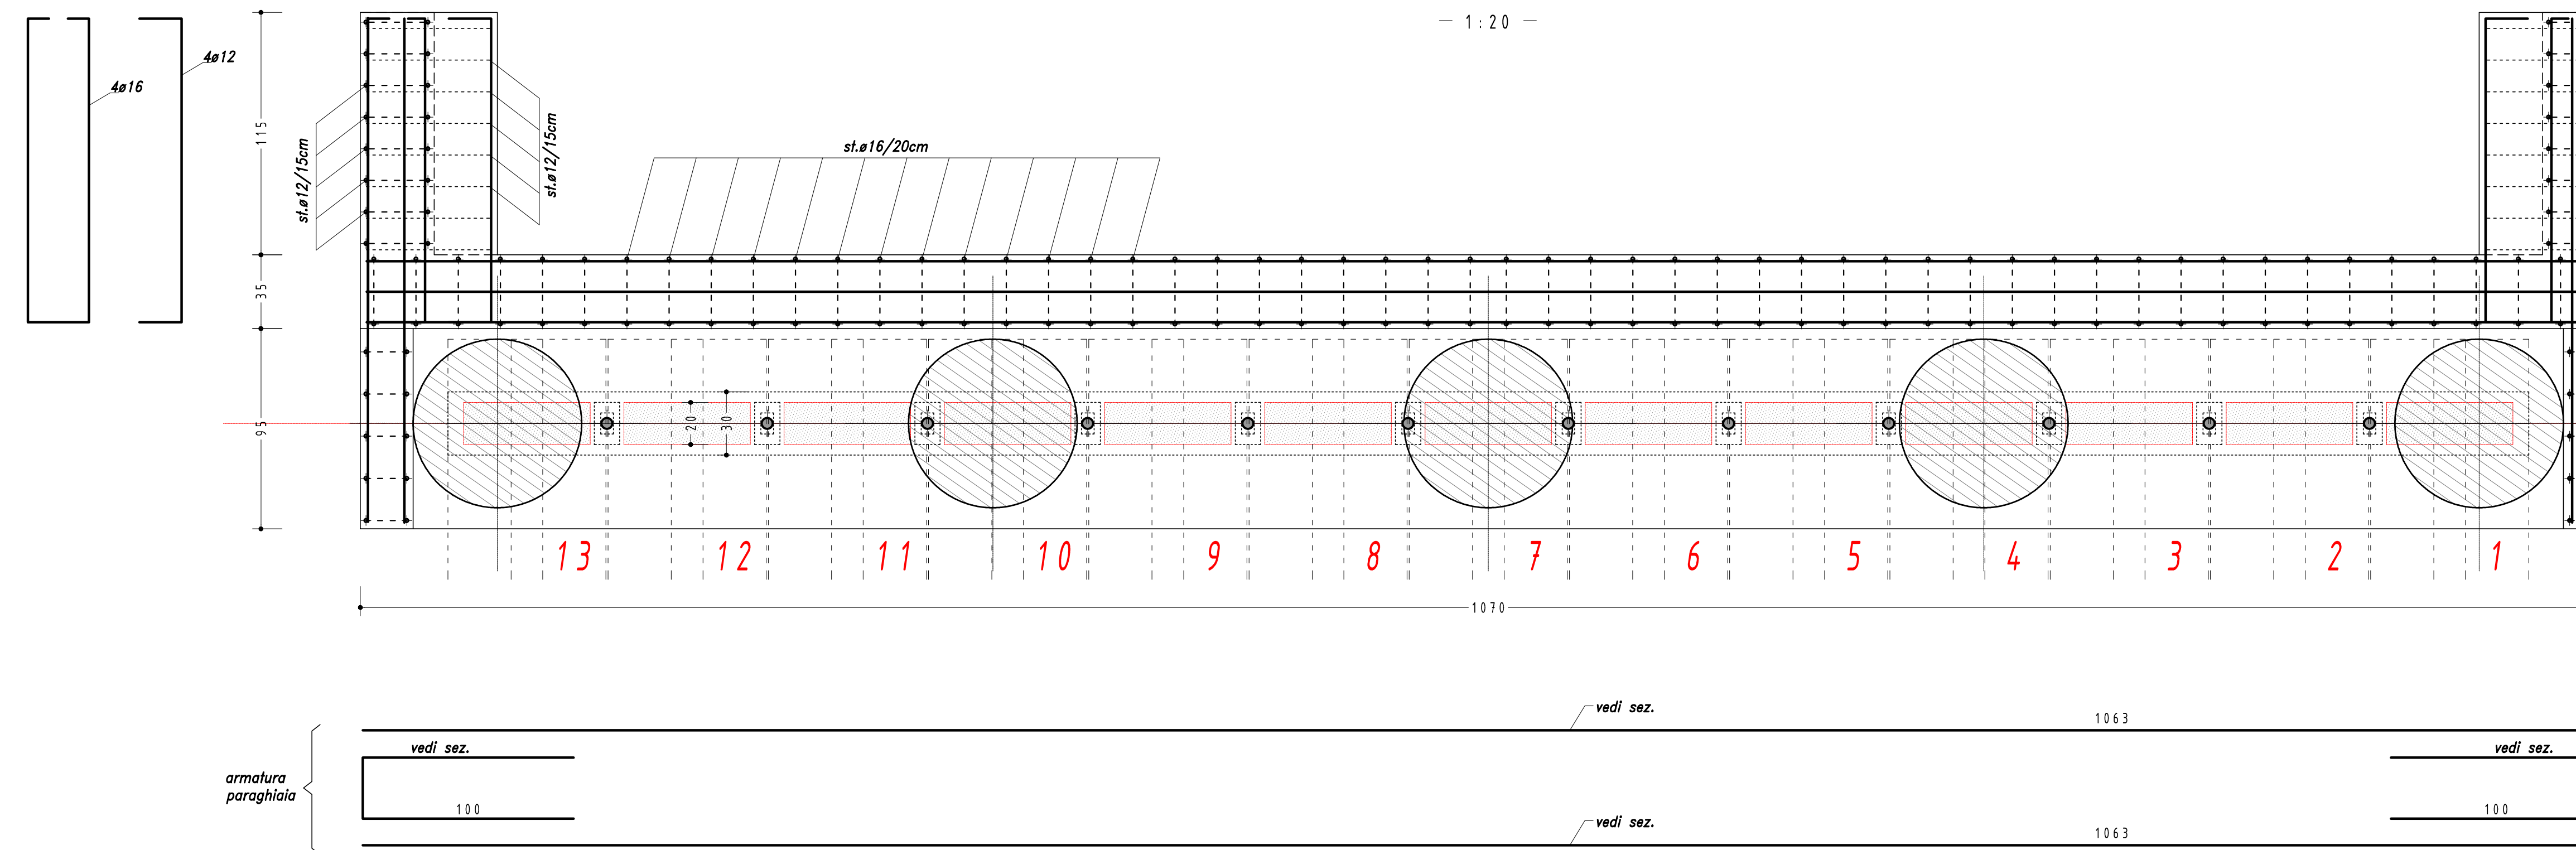 — 1:20 —
4ø12
4ø16
115
st.ø12/15cm
st.ø12/15cm
st.ø16/20cm
35
95
20
30
13
12
11
10
9
8
7
6
5
4
3
2
1
1070
vedi sez.
1063
vedi sez.
vedi sez.
armatura
paraghiaia
100
100
vedi sez.
1063